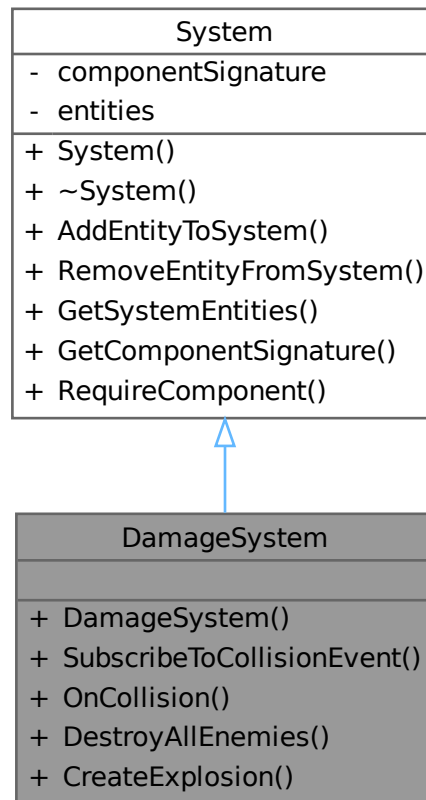 System
- componentSignature
- entities
+ System()
+ ~System()
+ AddEntityToSystem()
+ RemoveEntityFromSystem()
+ GetSystemEntities()
+ GetComponentSignature()
+ RequireComponent()
DamageSystem
+ DamageSystem()
+ SubscribeToCollisionEvent()
+ OnCollision()
+ DestroyAllEnemies()
+ CreateExplosion()